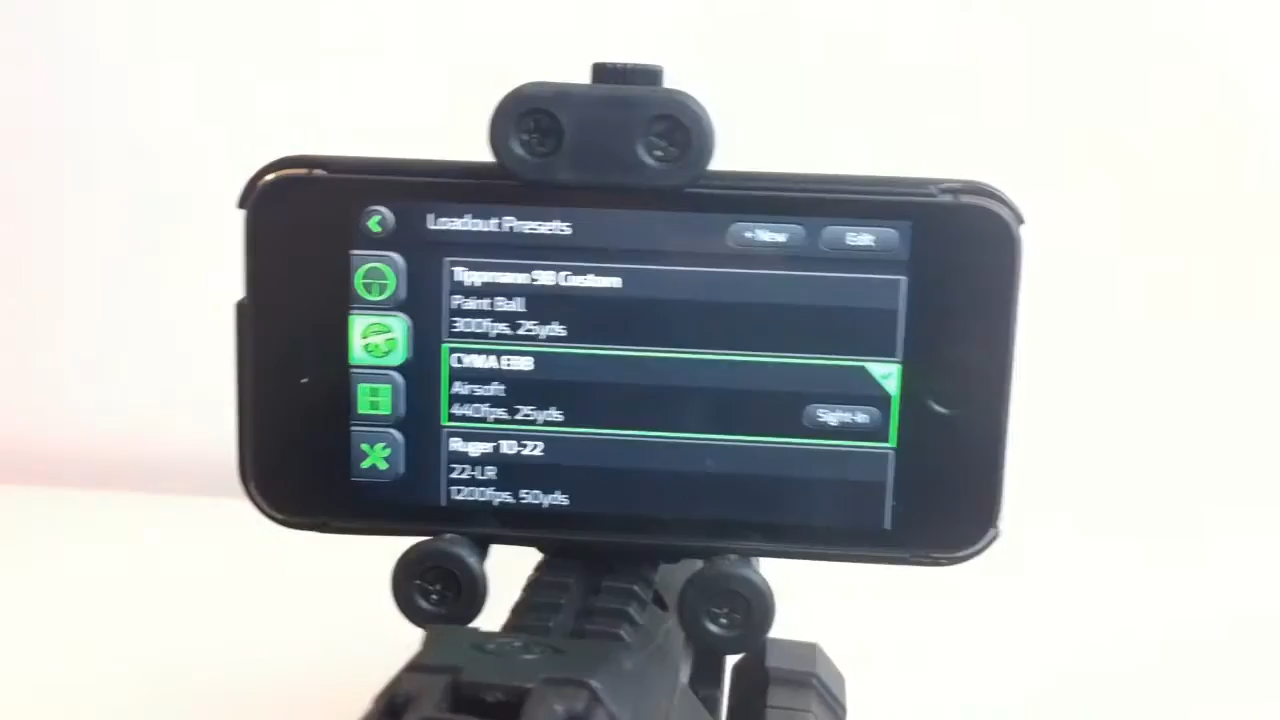 Loadout Presets
+ New
Edit
Tippmann 98 Custom
Paint Ball
300fps, 25yds
CYMA EBB
Airsoft
440fps, 25yds
Sight-In
Ruger 10-22
22-LR
1200fps, 50yds